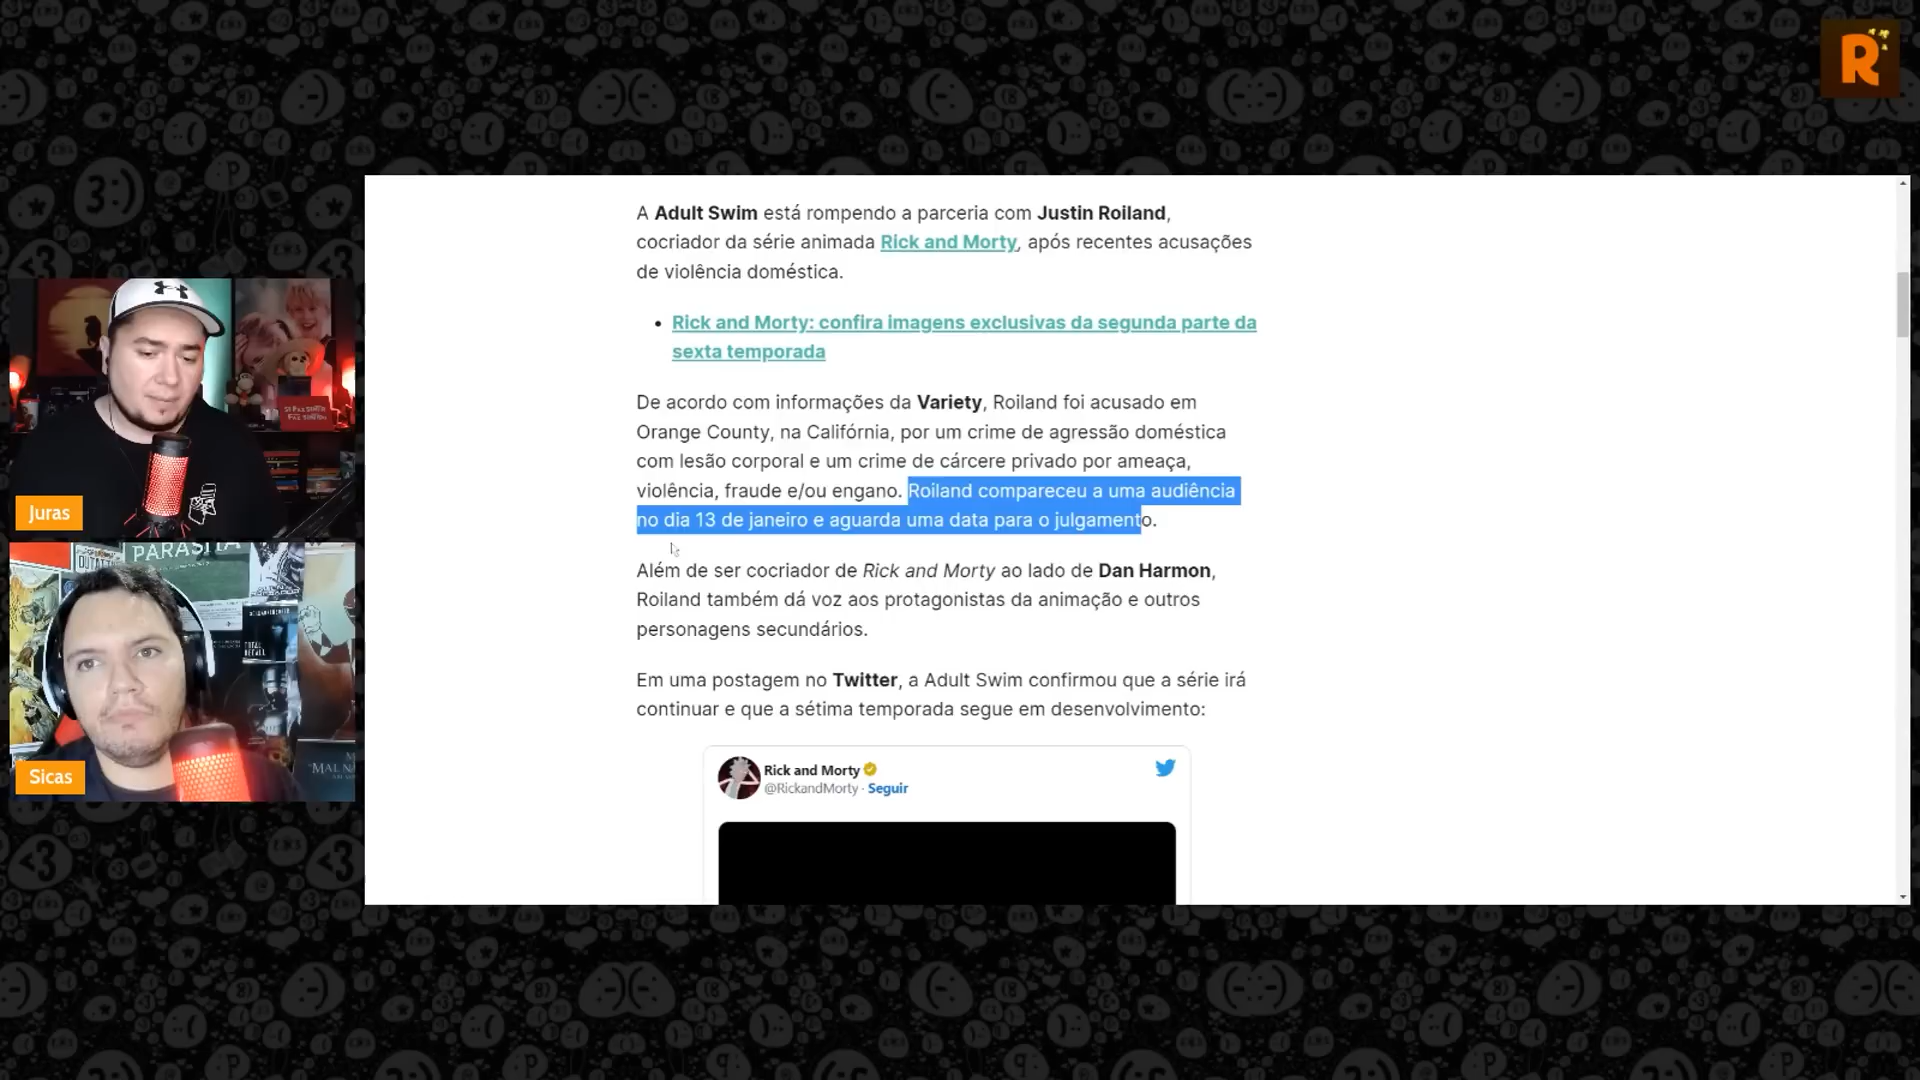 R
A Adult Swim está rompendo a parceria com Justin Roiland,
cocriador da série animada Rick and Morty, após recentes acusações
de violência doméstica.
Rick and Morty: confira imagens exclusivas da segunda parte da
sexta temporada
De acordo com informações da Variety, Roiland foi acusado em
Orange County, na Califórnia, por um crime de agressão doméstica
com lesão corporal e um crime de cárcere privado por ameaça,
violência, fraude e/ou engano. Roiland compareceu a uma audiência
no dia 13 de janeiro e aguarda uma data para o julgamento.
Além de ser cocriador de Rick and Morty ao lado de Dan Harmon,
Roiland também dá voz aos protagonistas da animação e outros
personagens secundários.
Em uma postagem no Twitter, a Adult Swim confirmou que a série irá
continuar e que a sétima temporada segue em desenvolvimento:
Rick and Morty
@RickandMorty · Seguir
Juras
PARASITA
TOTAL
RECALL
Sicas